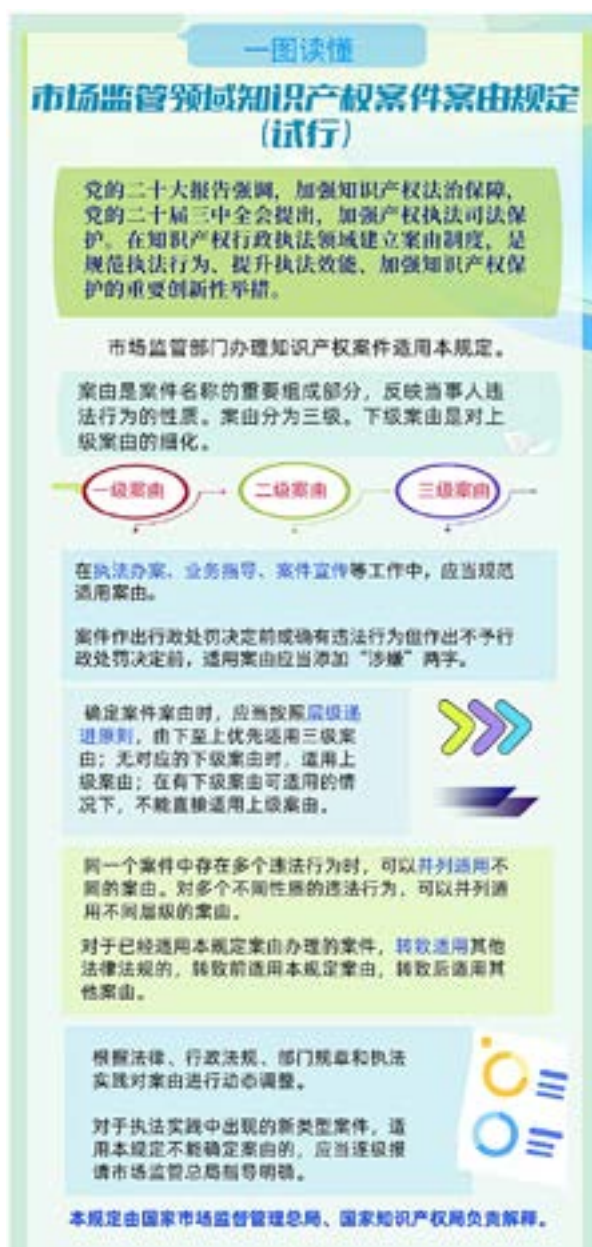 一图读懂
市场监管领域知识产权案件案由规定
（试行）
党的二十大报告强调，加强知识产权法治保障，
党的二十届三中全会提出，加强产权执法司法保
护。在知识产权行政执法领域建立案由制度，是
规范执法行为、提升执法效能、加强知识产权保
护的重要创新性举措。
市场监管部门办理知识产权案件适用本规定。
案由是案件名称的重要组成部分，反映当事人违
法行为的性质。案由分为三级。下级案由是对上
级案由的细化。
一级案由
二级案由
三级案由
在执法办案、业务指导、案件宣传等工作中，应当规范
适用案由。
案件作出行政处罚决定前或确有违法行为但作出不予行
政处罚决定前，适用案由应当添加“涉嫌”两字。
确定案件案由时，应当按照层级递
进原则，由下至上优先适用三级案
由；无对应的下级案由时，适用上
级案由；在有下级案由可适用的情
况下，不能直接适用上级案由。
同一个案件中存在多个违法行为时，可以并列适用不
同的案由。对多个不同性质的违法行为，可以并列适
用不同层级的案由。
对于已经适用本规定案由办理的案件，转致适用其他
法律法规的，转致前适用本规定案由，转致后适用其
他案由。
根据法律、行政法规、部门规章和执法
实践对案由进行动态调整。
对于执法实践中出现的新类型案件，适
用本规定不能确定案由的，应当逐级报
请市场监管总局指导明确。
本规定由国家市场监督管理总局、国家知识产权局负责解释。